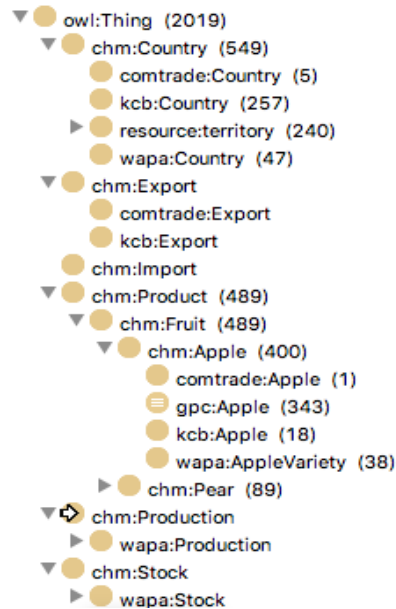 owl:Thing (2019)
chm:Country (549)
comtrade:Country (5)
kcb:Country (257)
resource:territory (240)
wapa:Country (47)
chm:Export
comtrade:Export
kcb:Export
chm:Import
chm:Product (489)
chm:Fruit (489)
chm:Apple (400)
comtrade:Apple (1)
gpc:Apple (343)
kcb:Apple (18)
wapa:AppleVariety (38)
chm:Pear (89)
chm:Production
wapa:Production
chm:Stock
wapa:Stock